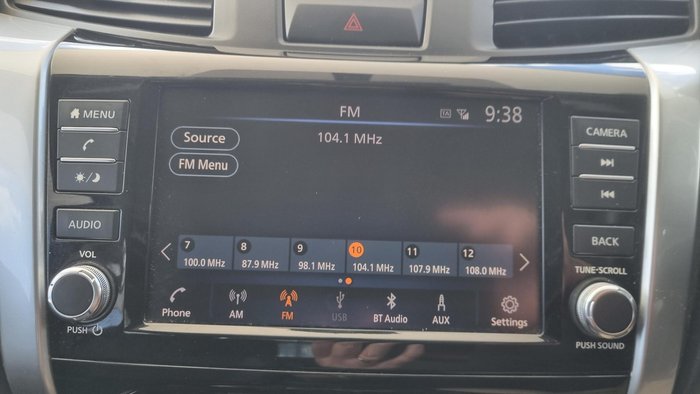 FM
TA
9:38
MENU
Source
104.1 MHz
FM Menu
CAMERA
AUDIO
VOL
PUSH
BACK
TUNE·SCROLL
PUSH SOUND
7
8
9
10
11
12
100.0 MHz
87.9 MHz
98.1 MHz
104.1 MHz
107.9 MHz
108.0 MHz
Phone
AM
FM
USB
BT Audio
AUX
Settings